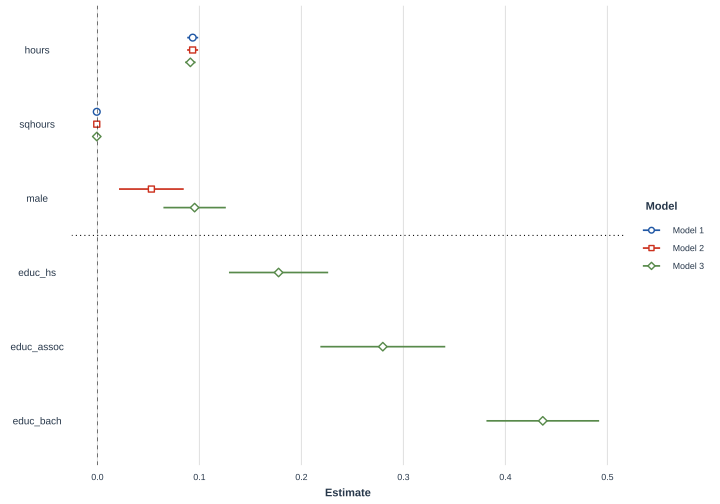 hours
sqhours
male
educ_hs
educ_assoc
educ_bach
Model
Model 1
Model 2
Model 3
0.0 0.1 0.2 0.3 0.4 0.5
Estimate